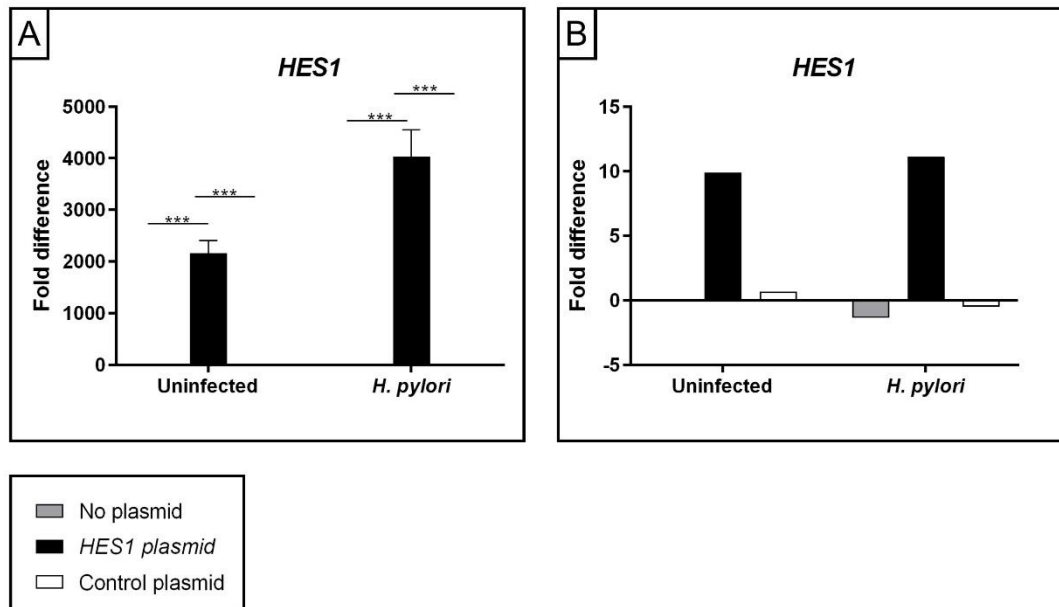 A
HES1
Fold difference
5000
4000
3000
2000
1000
0
***
***
***
***
Uninfected
H. pylori
B
HES1
Fold difference
15
10
5
0
-5
Uninfected
H. pylori
No plasmid
HES1 plasmid
Control plasmid